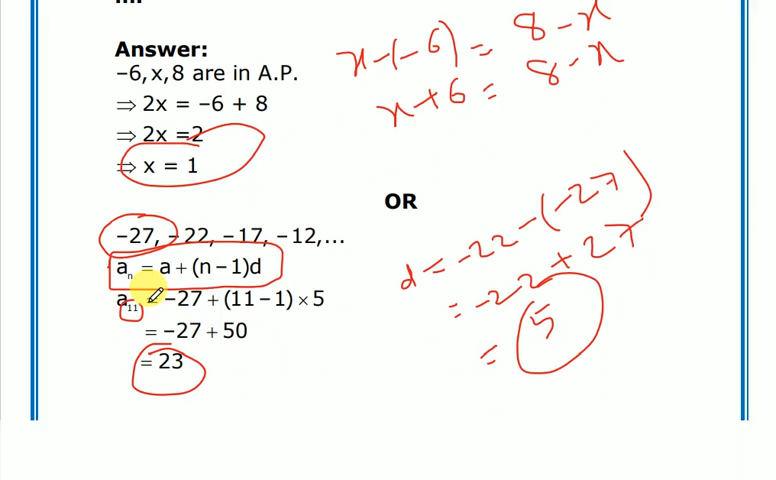 Answer:
−6, x, 8 are in A.P.
⇒ 2x = −6 + 8
⇒ 2x = 2
⇒ x = 1
x-(-6) = 8-x
x+6 = 8-x
OR
−27, −22, −17, −12,...
aₙ = a + (n − 1)d
a₁₁ = −27 + (11 − 1) × 5
= −27 + 50
= 23
d = -22-(-27)
= -22+27
= 5